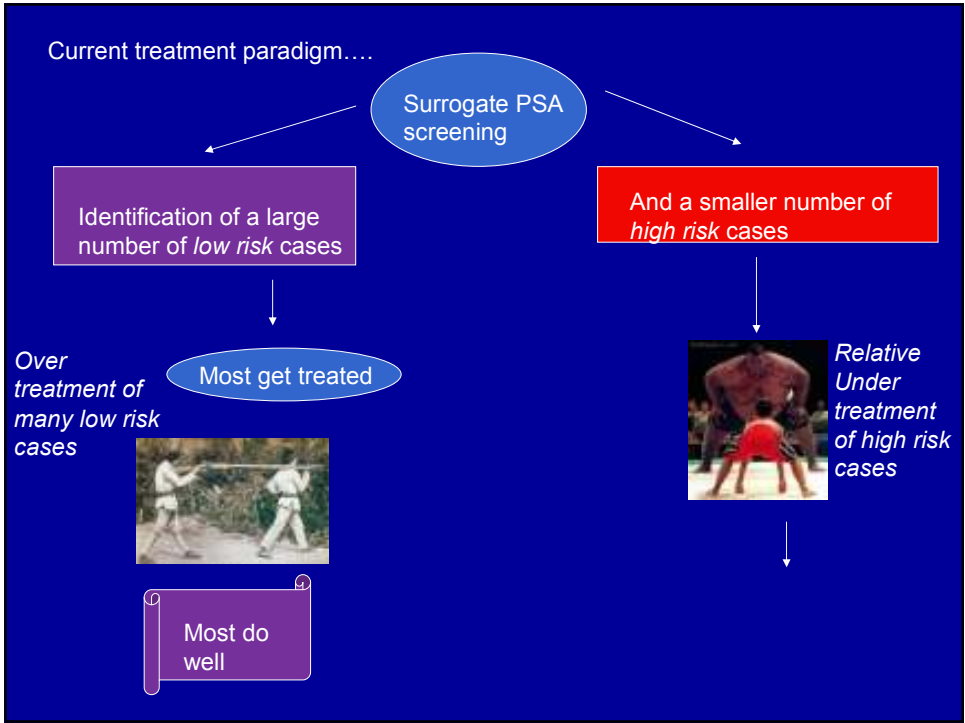 Current treatment paradigm….
Surrogate PSA
screening
Identification of a large
number of low risk cases
And a smaller number of
high risk cases
Over
treatment of
many low risk
cases
Most get treated
Relative
Under
treatment
of high risk
cases
Most do
well